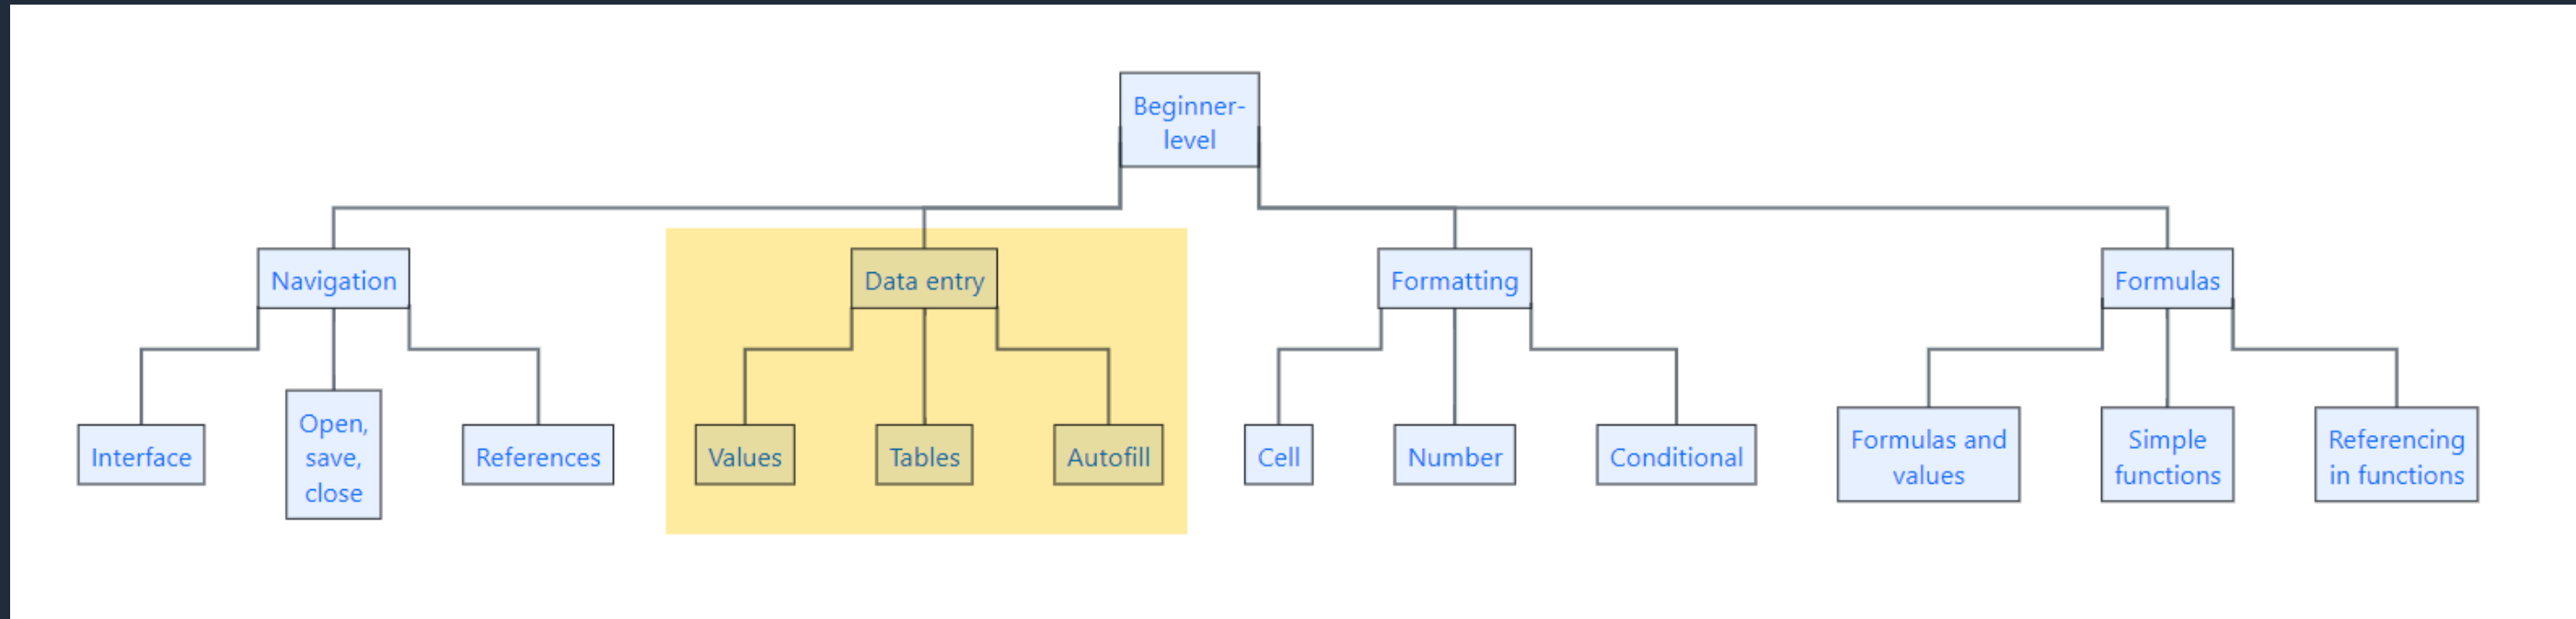 Beginner-
level
Navigation
Data entry
Formatting
Formulas
Interface
Open,
save,
close
References
Values
Tables
Autofill
Cell
Number
Conditional
Formulas and
values
Simple
functions
Referencing
in functions